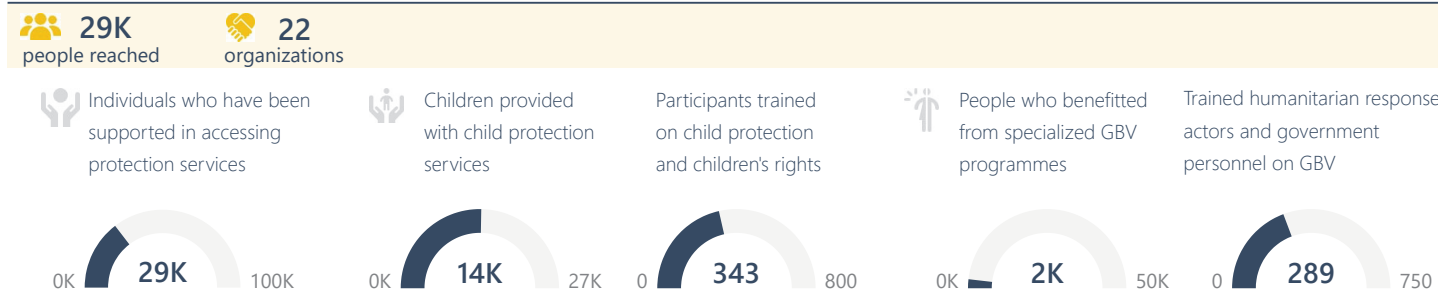 29K
people reached
22
organizations
Individuals who have been
supported in accessing
protection services
0K
29K
100K
Children provided
with child protection
services
0K
14K
27K
Participants trained
on child protection
and children's rights
0
343
800
People who benefitted
from specialized GBV
programmes
0K
2K
50K
Trained humanitarian response
actors and government
personnel on GBV
0
289
750